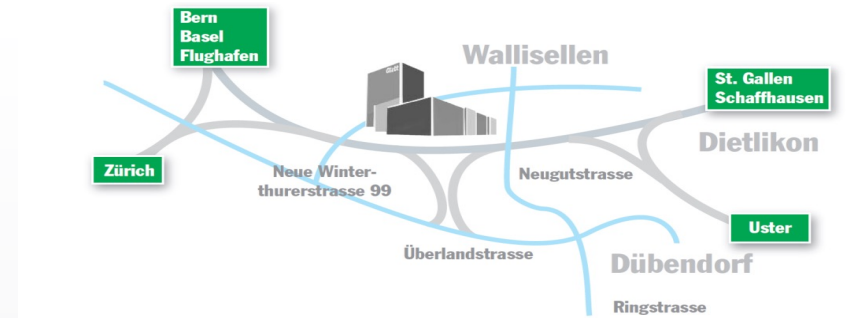 Bern
Basel
Flughafen
Wallisellen
St. Gallen
Schaffhausen
Dietlikon
Zürich
Neue Winter-
thurerstrasse 99
Neugutstrasse
Uster
Überlandstrasse
Dübendorf
Ringstrasse